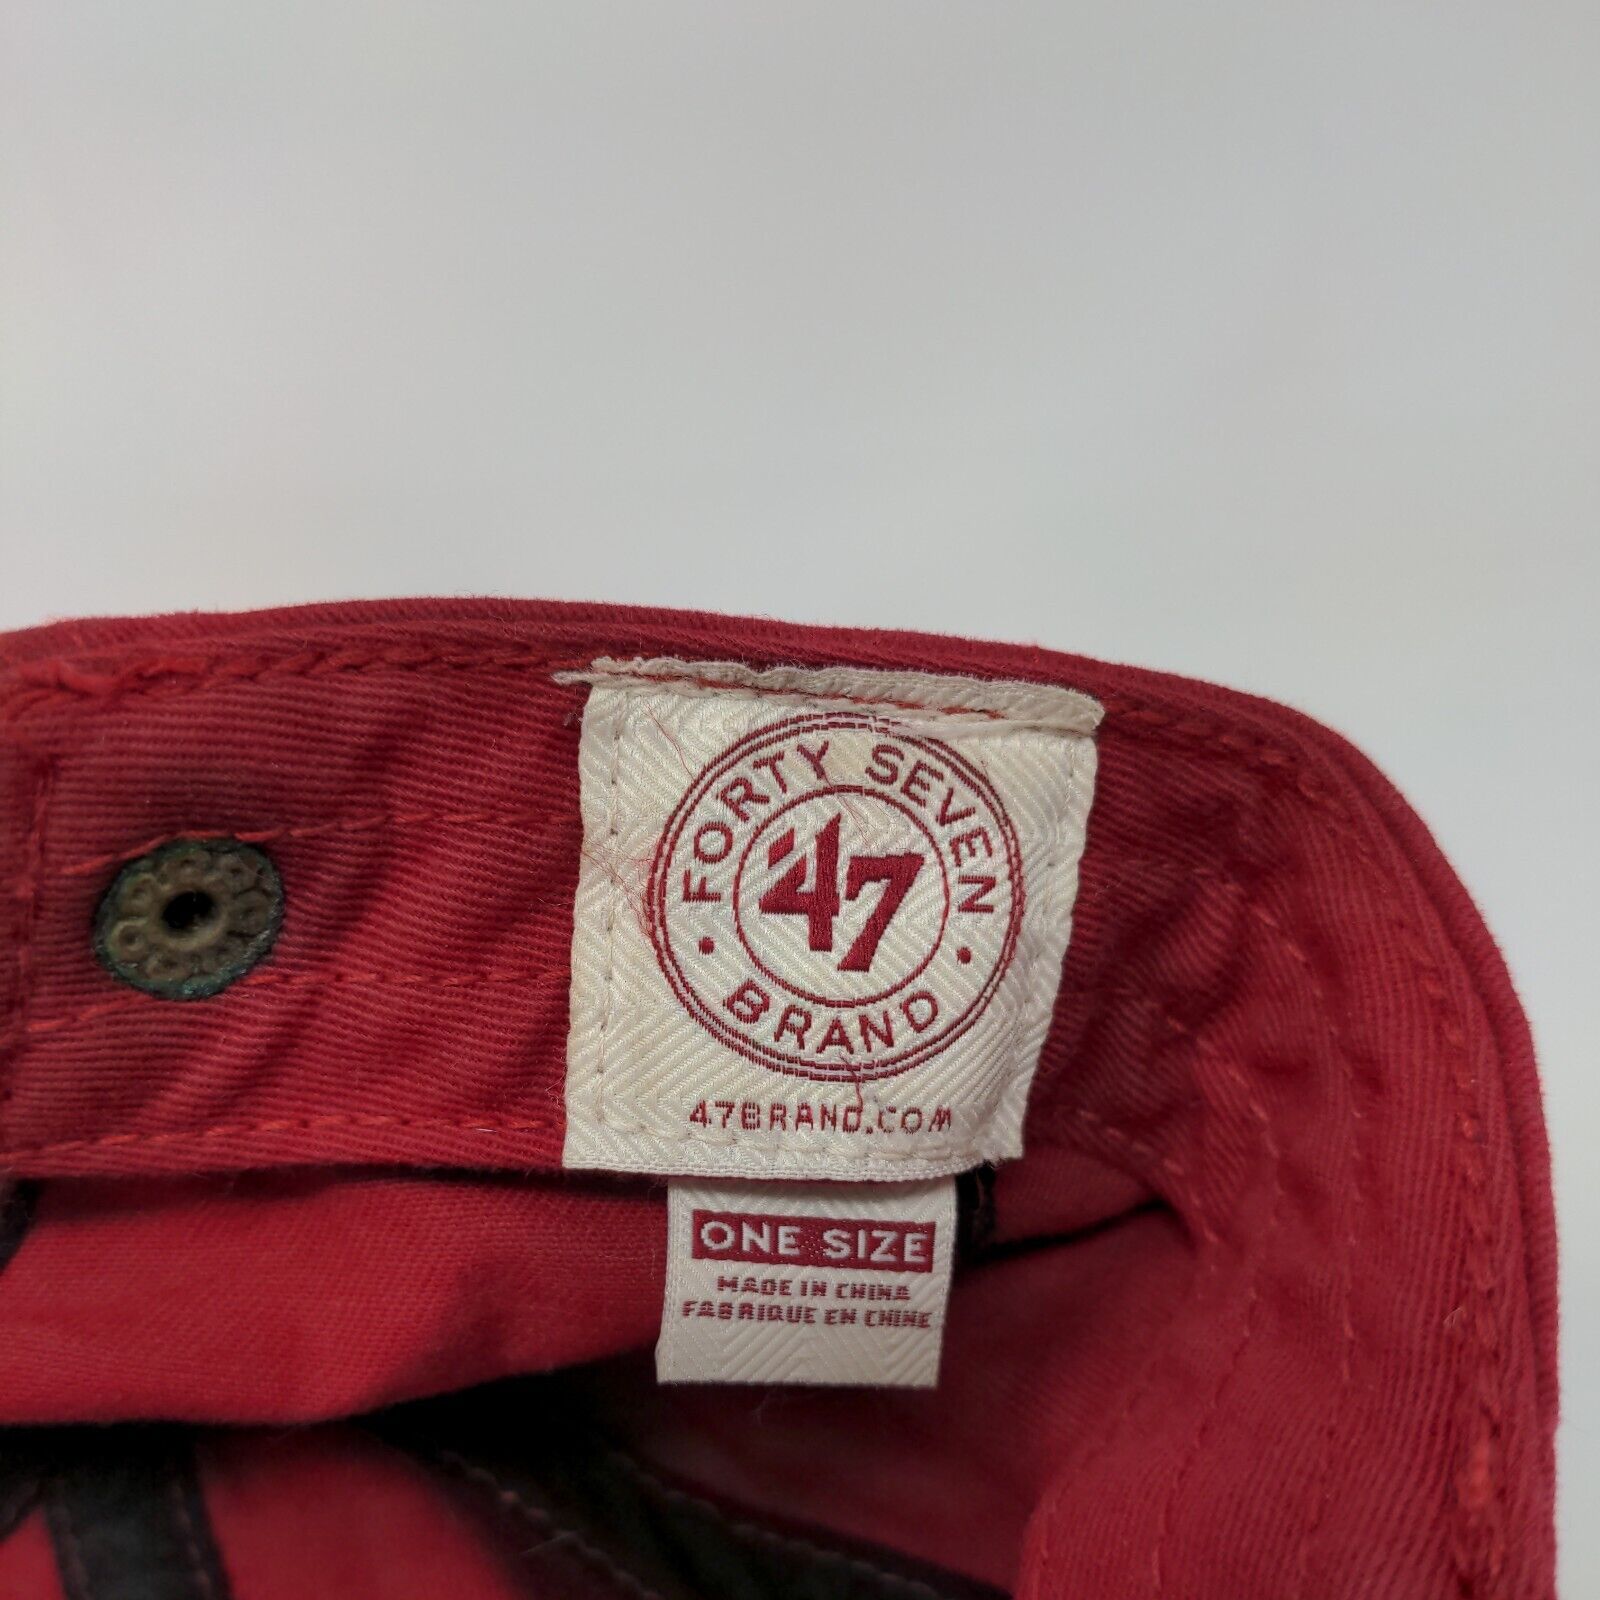 FORTY SEVEN
47
• BRAND •
47BRAND.COM
ONE SIZE
MADE IN CHINA
FABRIQUE EN CHINE